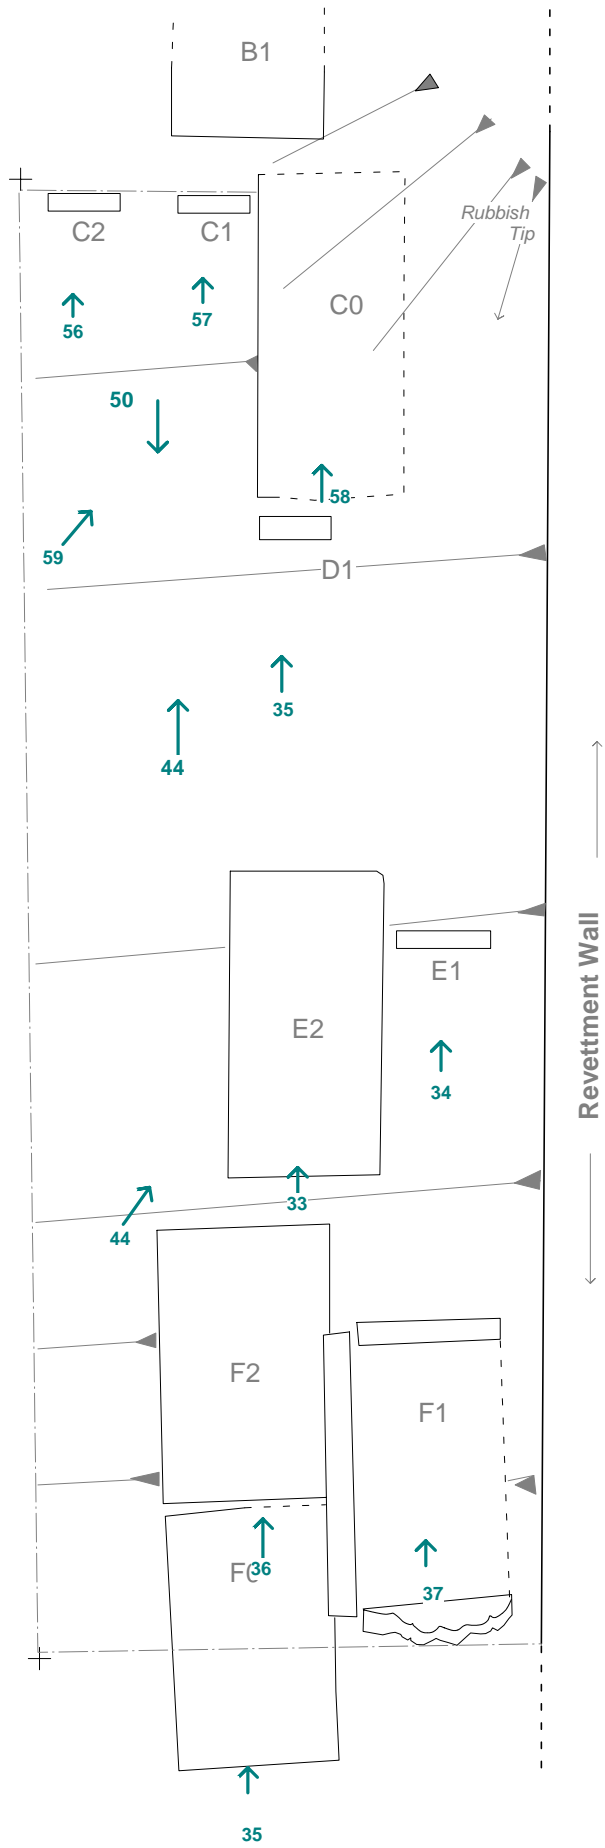 B1
Rubbish
Tip
C2
C1
C0
56
57
50
58
59
D1
35
44
Revettment Wall
E1
E2
34
33
44
F2
F1
F0
36
37
35